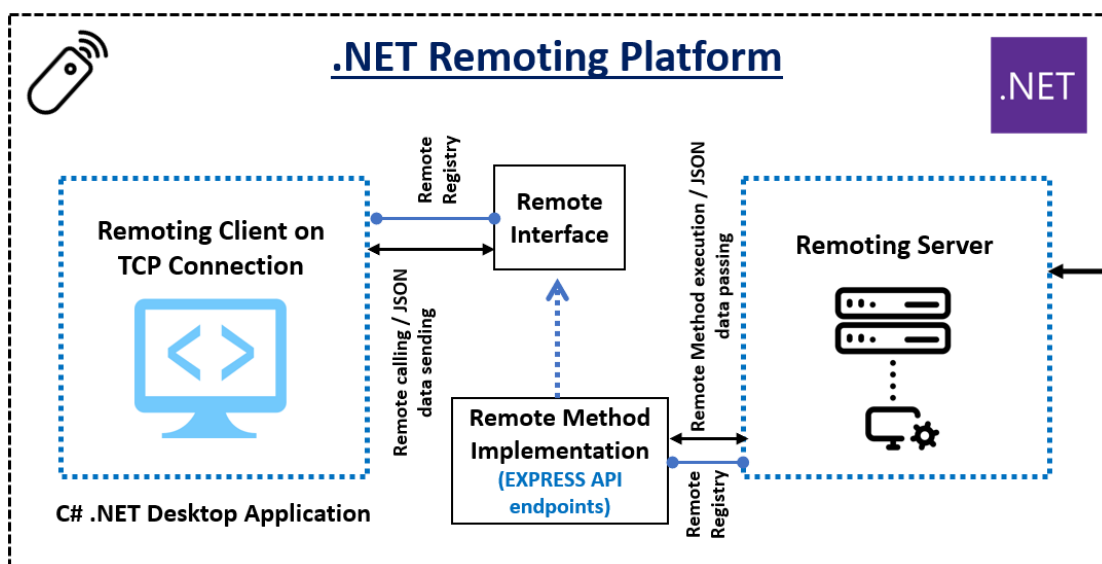 .NET Remoting Platform
.NET
Remote
Registry
Remote
Interface
Remoting Client on
TCP Connection
Remote calling / JSON
data sending
Remote Method execution / JSON
data passing
Remoting Server
Remote Method
Implementation
(EXPRESS API
endpoints)
Remote
Registry
C# .NET Desktop Application